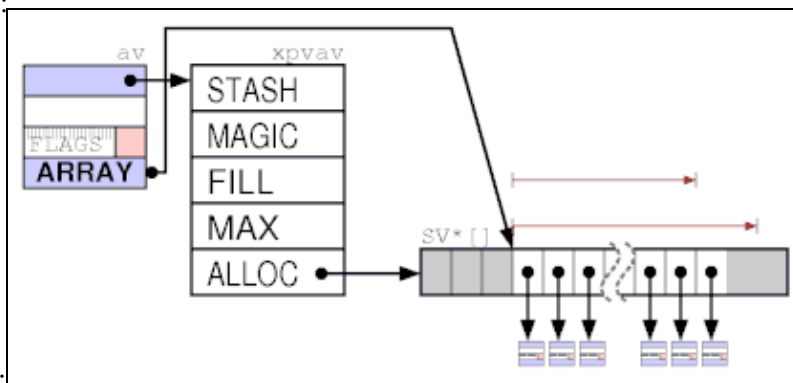 av
xpvav
STASH
MAGIC
FLAGS
ARRAY
FILL
MAX
SV*[]
ALLOC